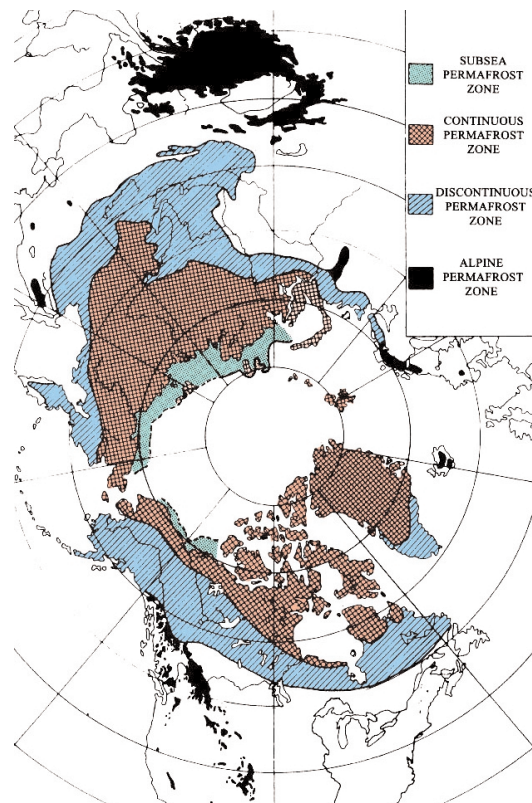 SUBSEA
PERMAFROST
ZONE
CONTINUOUS
PERMAFROST
ZONE
DISCONTINUOUS
PERMAFROST
ZONE
ALPINE
PERMAFROST
ZONE